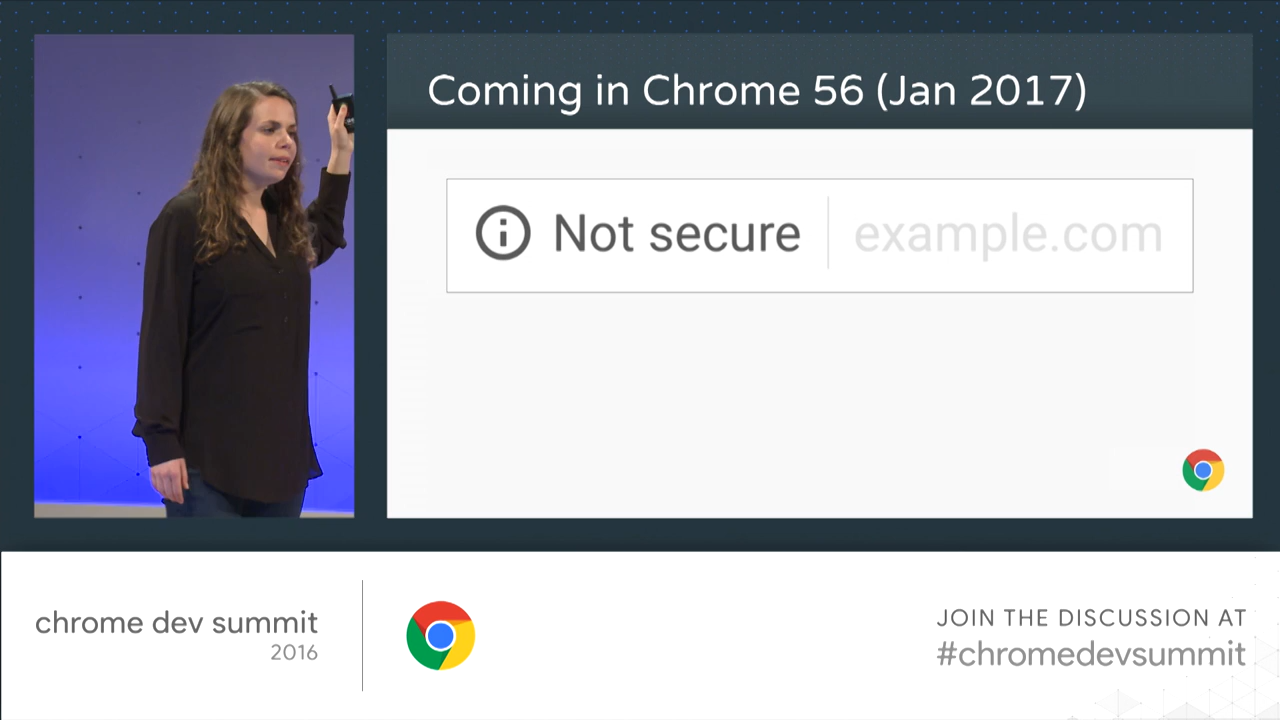 Coming in Chrome 56 (Jan 2017)
Not secure
example.com
chrome dev summit
2016
JOIN THE DISCUSSION AT
#chromedevsummit